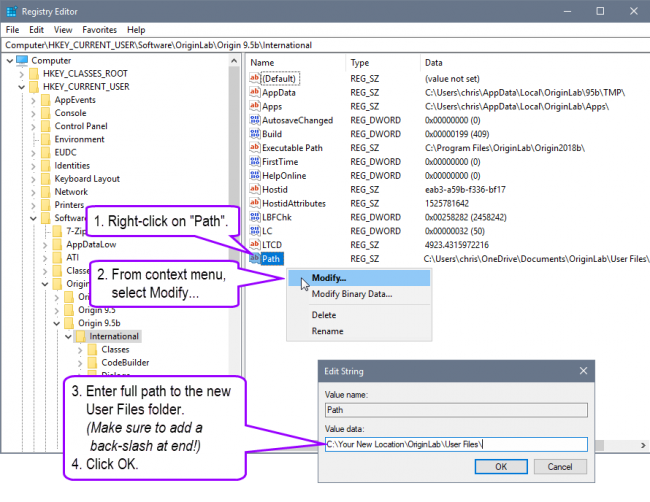 Registry Editor
File Edit View Favorites Help
Computer\HKEY_CURRENT_USER\Software\OriginLab\Origin 9.5b\International
Computer
HKEY_CLASSES_ROOT
HKEY_CURRENT_USER
AppEvents
Console
Control Panel
Environment
EUDC
Identities
Keyboard Layout
Network
Printers
Softwa
7-Zip
AppDataLow
ATI
Classe
Origin
Ori
Origin 9.5
Origin 9.5b
International
Classes
CodeBuilder
Name Type Data
(Default) REG_SZ (value not set)
AppData REG_SZ C:\Users\chris\AppData\Local\OriginLab\95b\TMP\
Apps REG_SZ C:\Users\chris\AppData\Local\OriginLab\Apps\
AutosaveChanged REG_DWORD 0x00000000 (0)
Build REG_DWORD 0x00000199 (409)
Executable Path REG_SZ C:\Program Files\OriginLab\Origin2018b\
FirstTime REG_DWORD 0x00000000 (0)
HelpOnline REG_DWORD 0x00000000 (0)
Hostid REG_SZ eab3-a59b-f336-bf17
HostidAttributes REG_SZ 1525781642
LBFChk REG_DWORD 0x00258282 (2458242)
LC REG_DWORD 0x00000032 (50)
LTCD REG_SZ 4923.4315972216
Path REG_SZ C:\Users\chris\OneDrive\Documents\OriginLab\User Files\
1. Right-click on "Path".
2. From context menu,
select Modify...
Modify...
Modify Binary Data...
Delete
Rename
3. Enter full path to the new
User Files folder.
(Make sure to add a
back-slash at end!)
4. Click OK.
Edit String
Value name:
Path
Value data:
C:\Your New Location\OriginLab\User Files\
OK Cancel